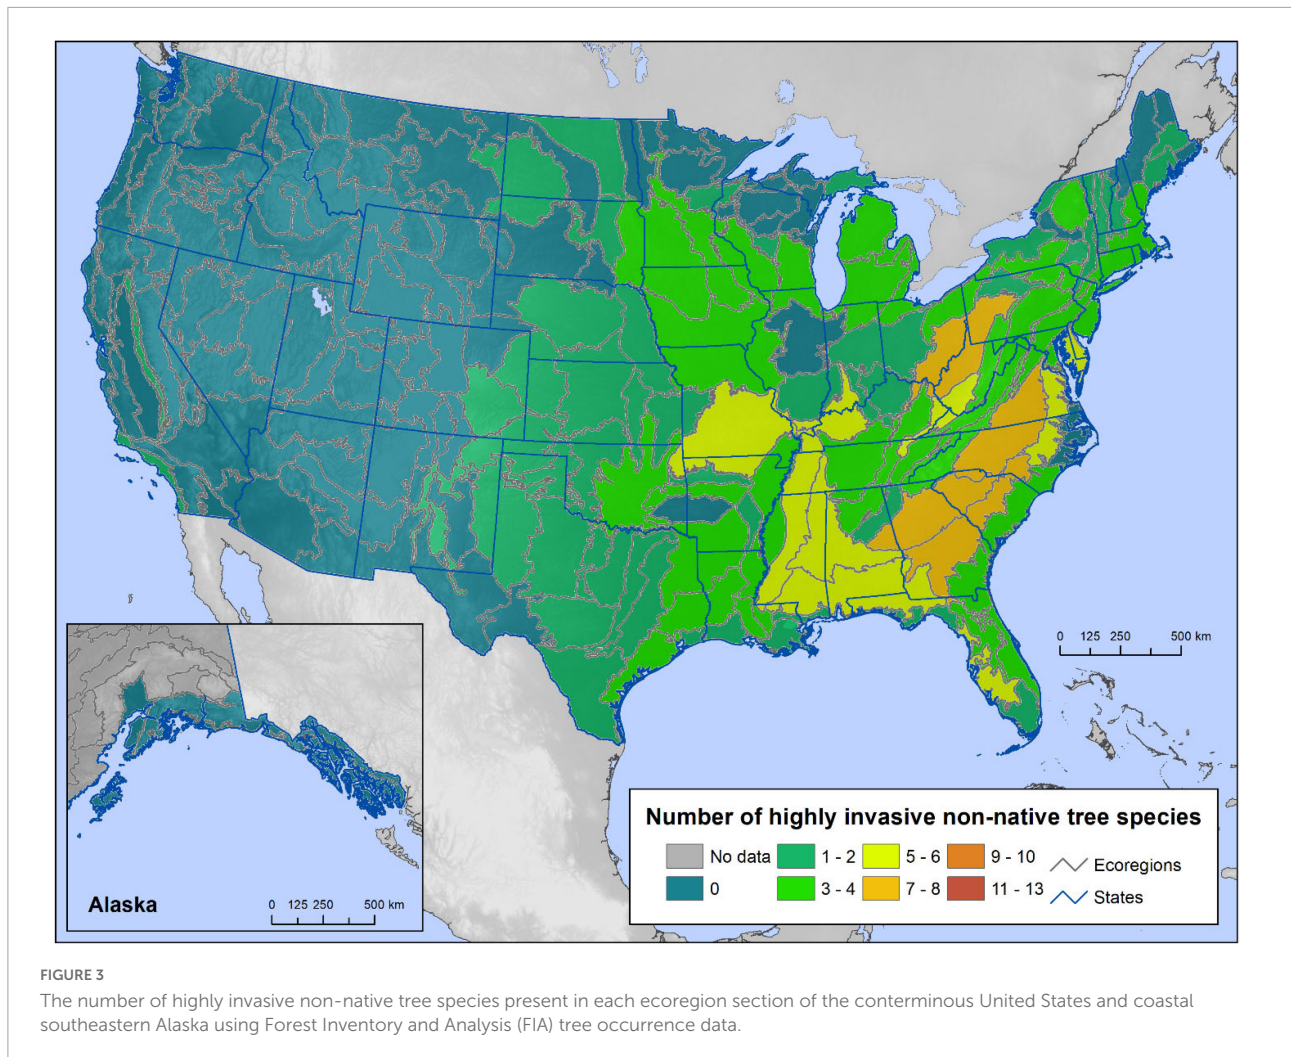 0 125 250 500 km
Alaska
0 125 250 500 km
Number of highly invasive non-native tree species
No data 1 - 2 5 - 6 9 - 10 Ecoregions
0 3 - 4 7 - 8 11 - 13 States
FIGURE 3
The number of highly invasive non-native tree species present in each ecoregion section of the conterminous United States and coastal
southeastern Alaska using Forest Inventory and Analysis (FIA) tree occurrence data.